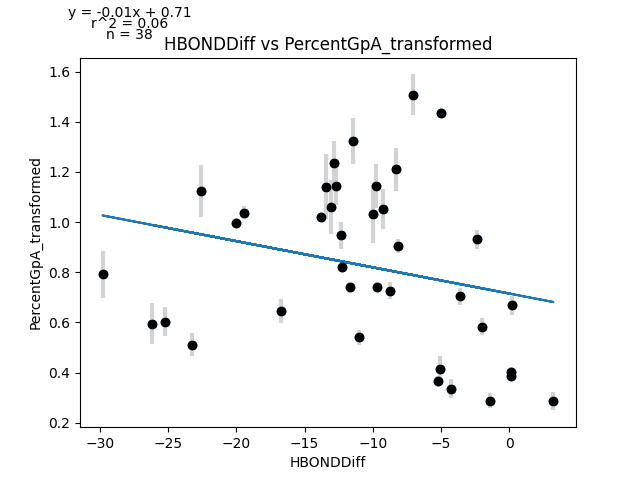 y = -0.01x + 0.71
r^2 = 0.06
n = 38
HBONDDiff vs PercentGpA_transformed
1.6
1.4
1.2
1.0
0.8
0.6
0.4
0.2
PercentGpA_transformed
−30
−25
−20
−15
−10
−5
0
HBONDDiff